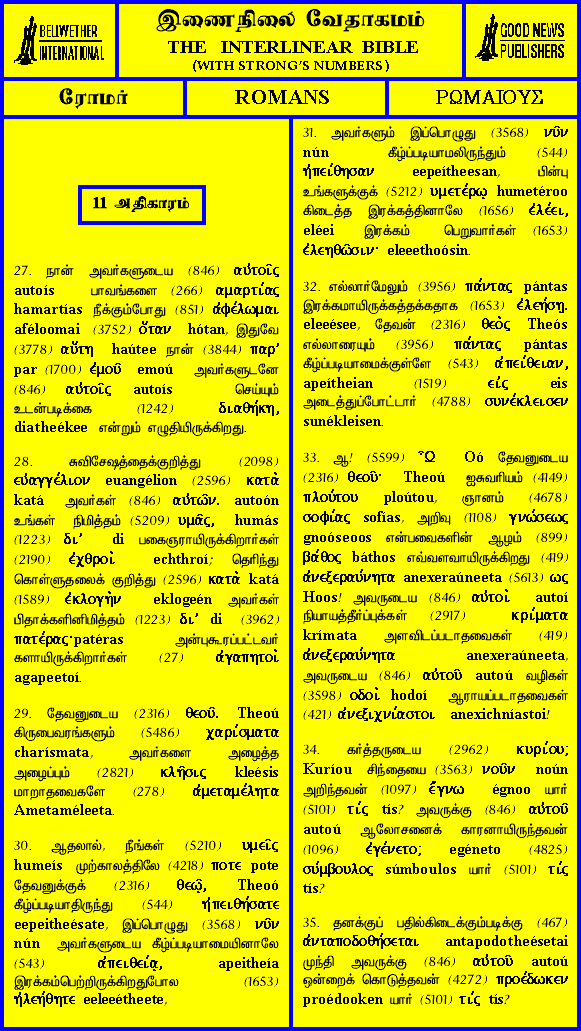 BELLWETHER
INTERNATIONAL
இணைநிலை வேதாகமம்
THE INTERLINEAR BIBLE
(WITH STRONG'S NUMBERS)
GOOD NEWS
PUBLISHERS
ரோமர்
ROMANS
ΡΩΜΑΙΟΥΣ
11 அதிகாரம்
27. நான் அவர்களுடைய (846) αὐτοῖς
autoís பாவங்களை (266) αμαρτίας
hamartías நீக்கும்போது (851) ἀφέλωμαι
aféloomai (3752) ὅταν hótan, இதுவே
(3778) αὕτη haútee நான் (3844) παρ’
par (1700) ἐμοῦ emoú அவர்களுடனே
(846) αὐτοῖς autoís செய்யும்
உடன்படிக்கை (1242) διαθήκη,
diatheékee என்றும் எழுதியிருக்கிறது.
28. சுவிசேஷத்தைக்குறித்து (2098)
εὐαγγέλιον euangélion (2596) κατὰ
katá அவர்கள் (846) αὐτῶν. autoón
உங்கள் நிமித்தம் (5209) υμᾶς, humás
(1223) δι’ di பகைஞராயிருக்கிறார்கள்
(2190) ἐχθροὶ echthroí; தெரிந்து
கொள்ளுதலைக் குறித்து (2596) κατὰ katá
(1589) ἐκλογὴν eklogeén அவர்கள்
பிதாக்களினிமித்தம் (1223) δι’ di (3962)
πατέρας·patéras அன்புகூரப்பட்டவர்
களாயிருக்கிறார்கள் (27) ἀγαπητοὶ
agapeetoí.
29. தேவனுடைய (2316) θεοῦ. Theoú
கிருபைவரங்களும் (5486) χαρίσματα
charísmata, அவர்களை அழைத்த
அழைப்பும் (2821) κλῆσις kleésis
மாறாதவைகளே (278) ἀμεταμέλητα
Ametaméleeta.
30. ஆதலால், நீங்கள் (5210) υμεῖς
humeís முற்காலத்திலே (4218) ποτε pote
தேவனுக்குக் (2316) θεῷ, Theoó
கீழ்ப்படியாதிருந்து (544) ἠπειθήσατε
eepeitheésate, இப்பொழுது (3568) νῦν
nún அவர்களுடைய கீழ்ப்படியாமையினாலே
(543) ἀπειθείᾳ, apeitheía
இரக்கம்பெற்றிருக்கிறதுபோல (1653)
ἠλεήθητε eeleeétheete,
31. அவர்களும் இப்பொழுது (3568) νῦν
nún கீழ்ப்படியாமலிருந்தும் (544)
ἠπείθησαν eepeítheesan, பின்பு
உங்களுக்குக் (5212) υμετέρῳ humetéroo
கிடைத்த இரக்கத்தினாலே (1656) ἐλέει,
eléei இரக்கம் பெறுவார்கள் (1653)
ἐλεηθῶσιν· eleeethoósin.
32. எல்லார்மேலும் (3956) πάντας pántas
இரக்கமாயிருக்கத்தக்கதாக (1653) ἐλεήσῃ.
eleeésee, தேவன் (2316) θεὸς Theós
எல்லாரையும் (3956) πάντας pántas
கீழ்ப்படியாமைக்குள்ளே (543) ἀπείθειαν,
apeítheian (1519) εἰς eis
அடைத்துப்போட்டார் (4788) συνέκλεισεν
sunékleisen.
33. ஆ! (5599) ῏Ω Oó தேவனுடைய
(2316) θεοῦ· Theoú ஐசுவரியம் (4149)
πλούτου ploútou, ஞானம் (4678)
σοφίας sofías, அறிவு (1108) γνώσεως
gnoóseoos என்பவைகளின் ஆழம் (899)
βάθος báthos எவ்வளவாயிருக்கிறது (419)
ἀνεξεραύνητα anexeraúneeta (5613) ως
Hoos! அவருடைய (846) αὐτοὶ autoí
நியாயத்தீர்ப்புக்கள் (2917) κρίματα
krímata அளவிடப்படாதவைகள் (419)
ἀνεξεραύνητα anexeraúneeta,
அவருடைய (846) αὐτοῦ autoú வழிகள்
(3598) οδοὶ hodoí ஆராயப்படாதவைகள்
(421) ἀνεξιχνίαστοι anexichníastoi!
34. கர்த்தருடைய (2962) κυρίου;
Kuríou சிந்தையை (3563) νοῦν noún
அறிந்தவன் (1097) ἔγνω égnoo யார்
(5101) τίς tís? அவருக்கு (846) αὐτοῦ
autoú ஆலோசனைக் காரனாயிருந்தவன்
(1096) ἐγένετο; egéneto (4825)
σύμβουλος súmboulos யார் (5101) τίς
tís?
35. தனக்குப் பதில்கிடைக்கும்படிக்கு (467)
ἀνταποδοθήσεται antapodotheésetai
முந்தி அவருக்கு (846) αὐτοῦ autoú
ஒன்றைக் கொடுத்தவன் (4272) προέδωκεν
proédooken யார் (5101) τίς tís?